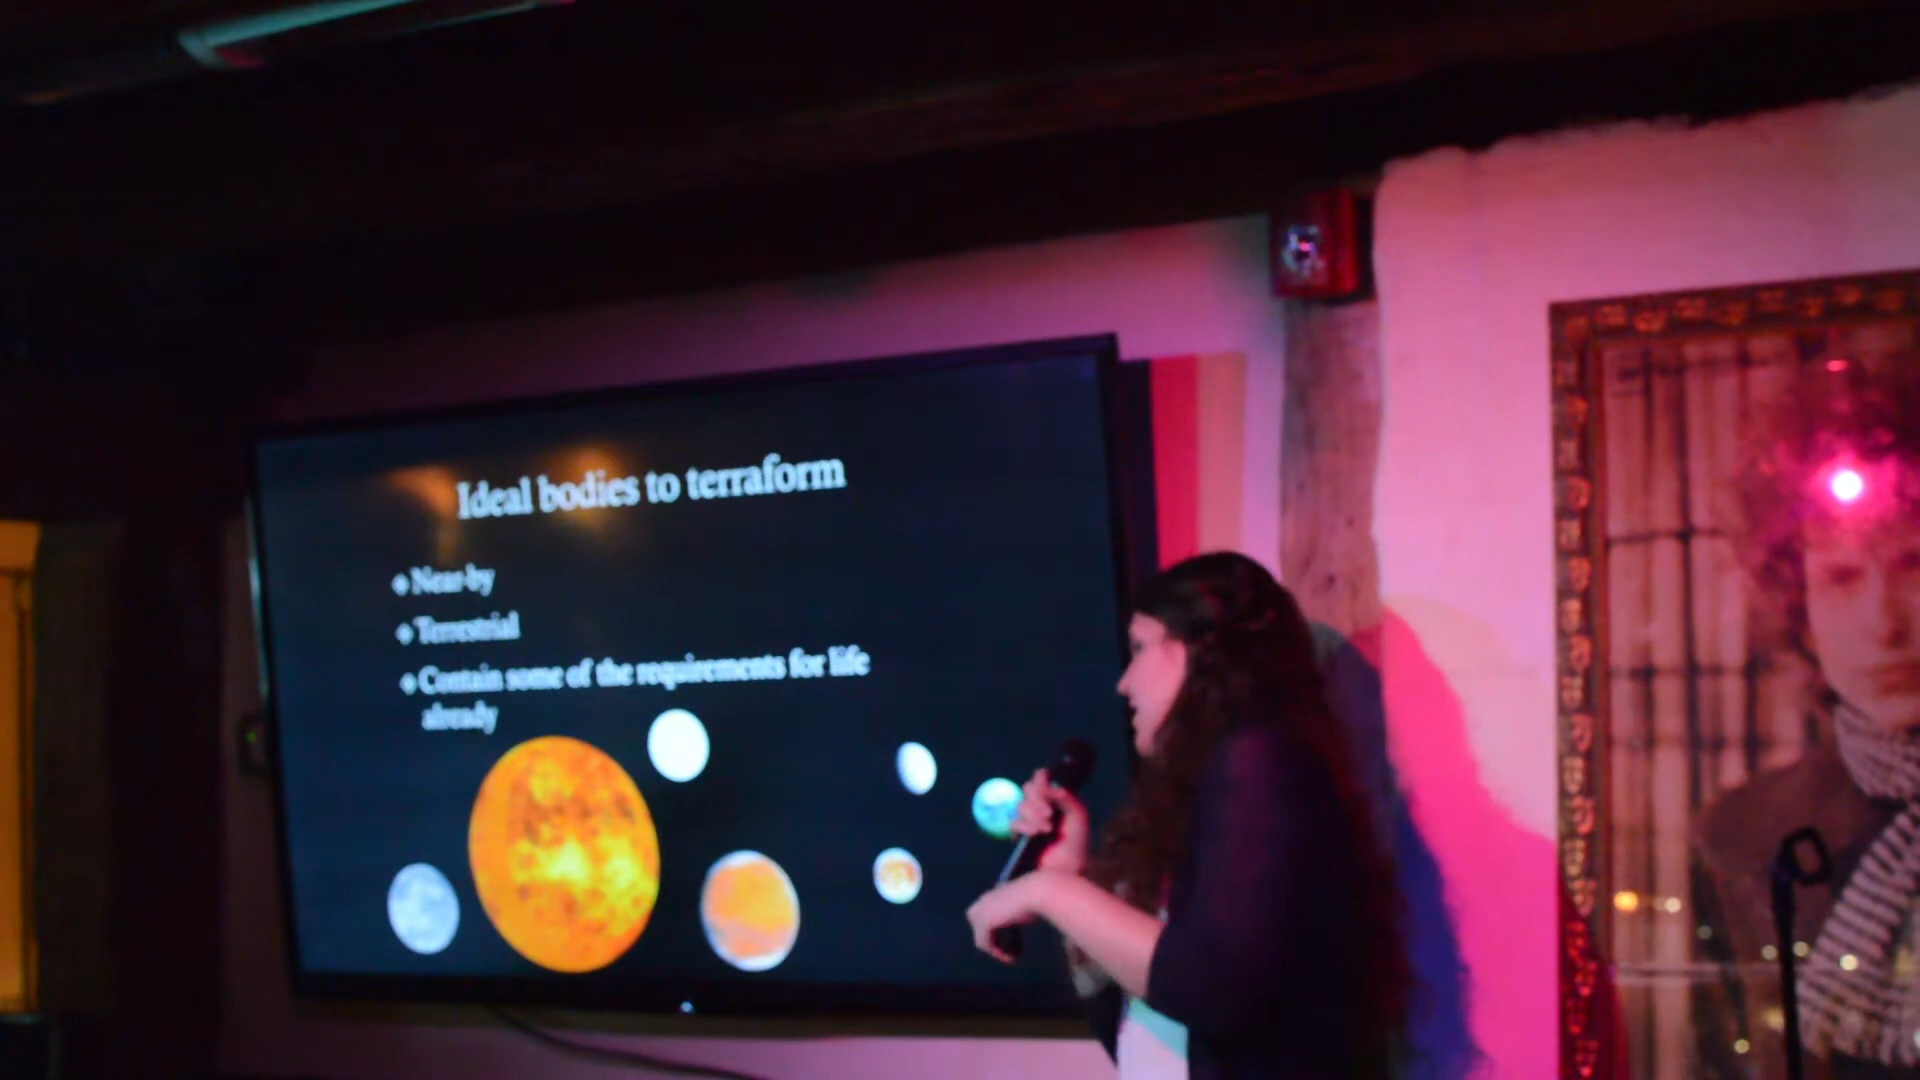 Ideal bodies to terraform
Near-by
Terrestrial
Contain some of the requirements for life
already